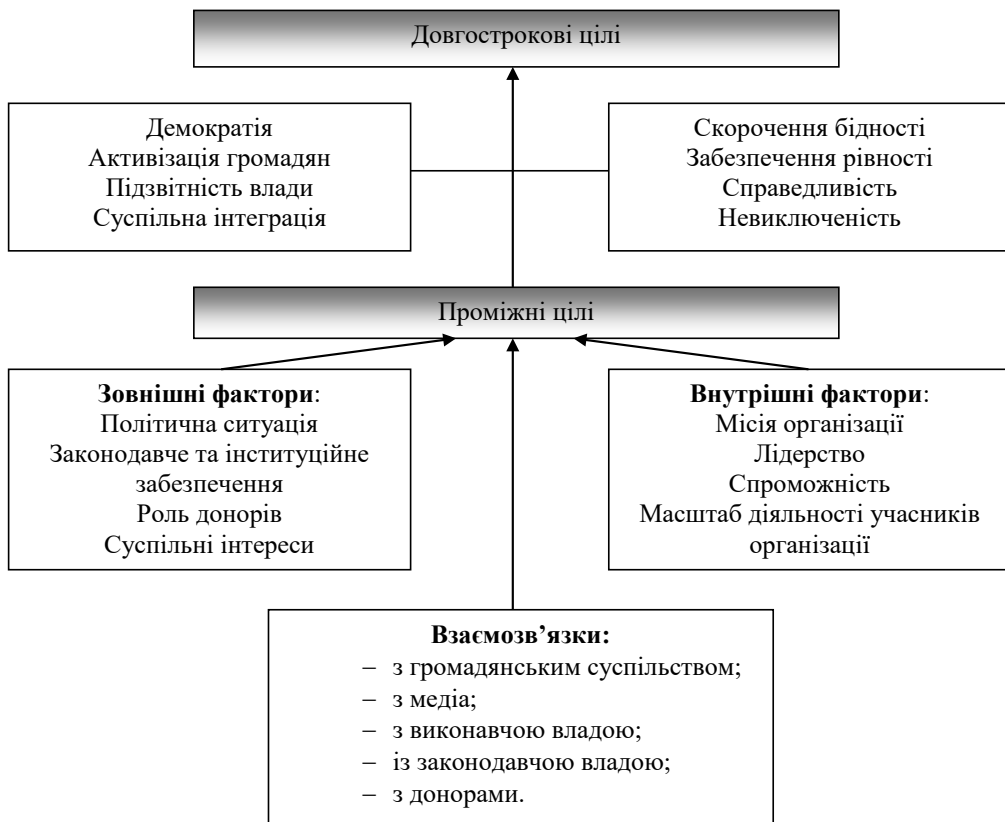 Довгострокові цілі
Демократія
Активізація громадян
Підзвітність влади
Суспільна інтеграція
Скорочення бідності
Забезпечення рівності
Справедливість
Невиключеність
Проміжні цілі
Зовнішні фактори:
Політична ситуація
Законодавче та інституційне
забезпечення
Роль донорів
Суспільні інтереси
Внутрішні фактори:
Місія організації
Лідерство
Спроможність
Масштаб діяльності учасників
організації
Взаємозв’язки:
– з громадянським суспільством;
– з медіа;
– з виконавчою владою;
– із законодавчою владою;
– з донорами.